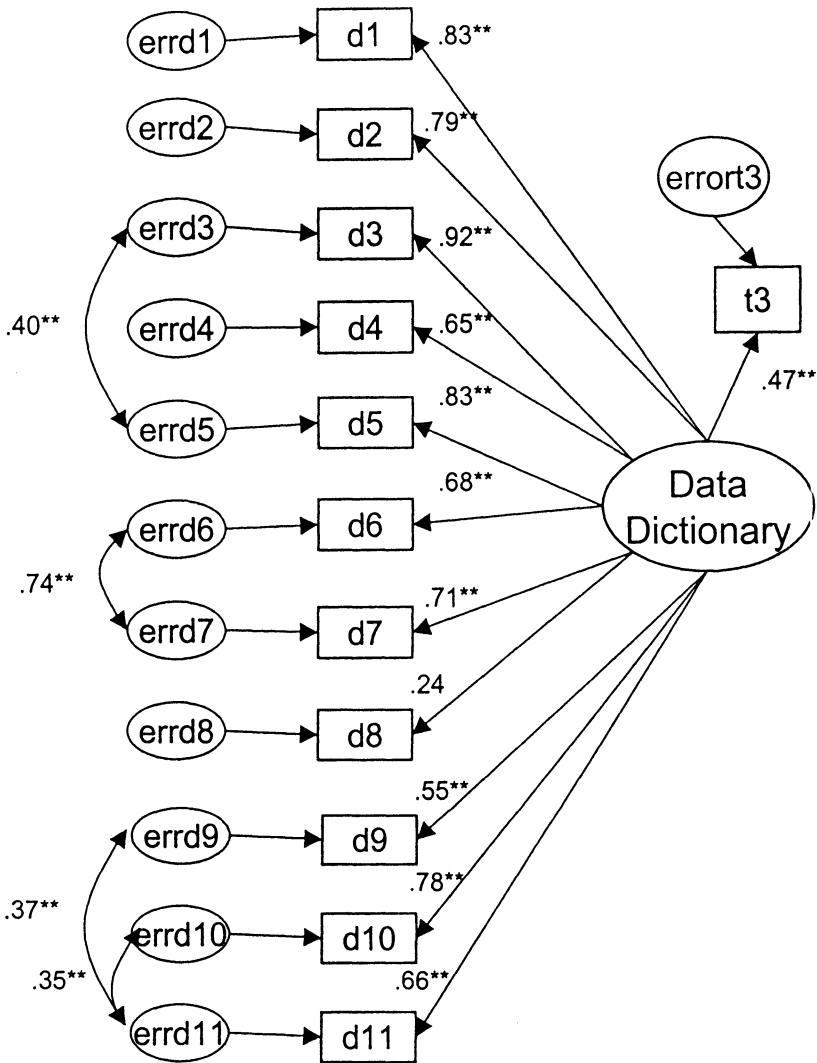 errd1
d1
.83**
errd2
d2
.79**
errort3
errd3
d3
.92**
t3
.40**
errd4
d4
.65**
.47**
errd5
d5
.83**
Data
Dictionary
errd6
d6
.68**
.74**
errd7
d7
.71**
errd8
d8
.24
errd9
d9
.55**
.37**
errd10
d10
.78**
.35**
errd11
d11
.66**